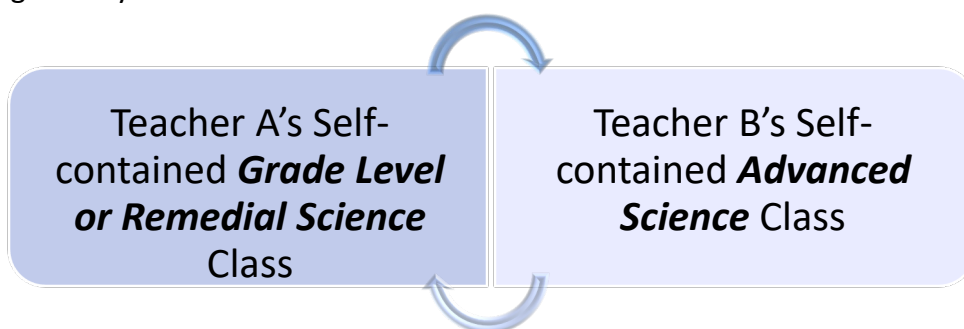 Teacher A's Self-
contained Grade Level
or Remedial Science
Class
Teacher B's Self-
contained Advanced
Science Class